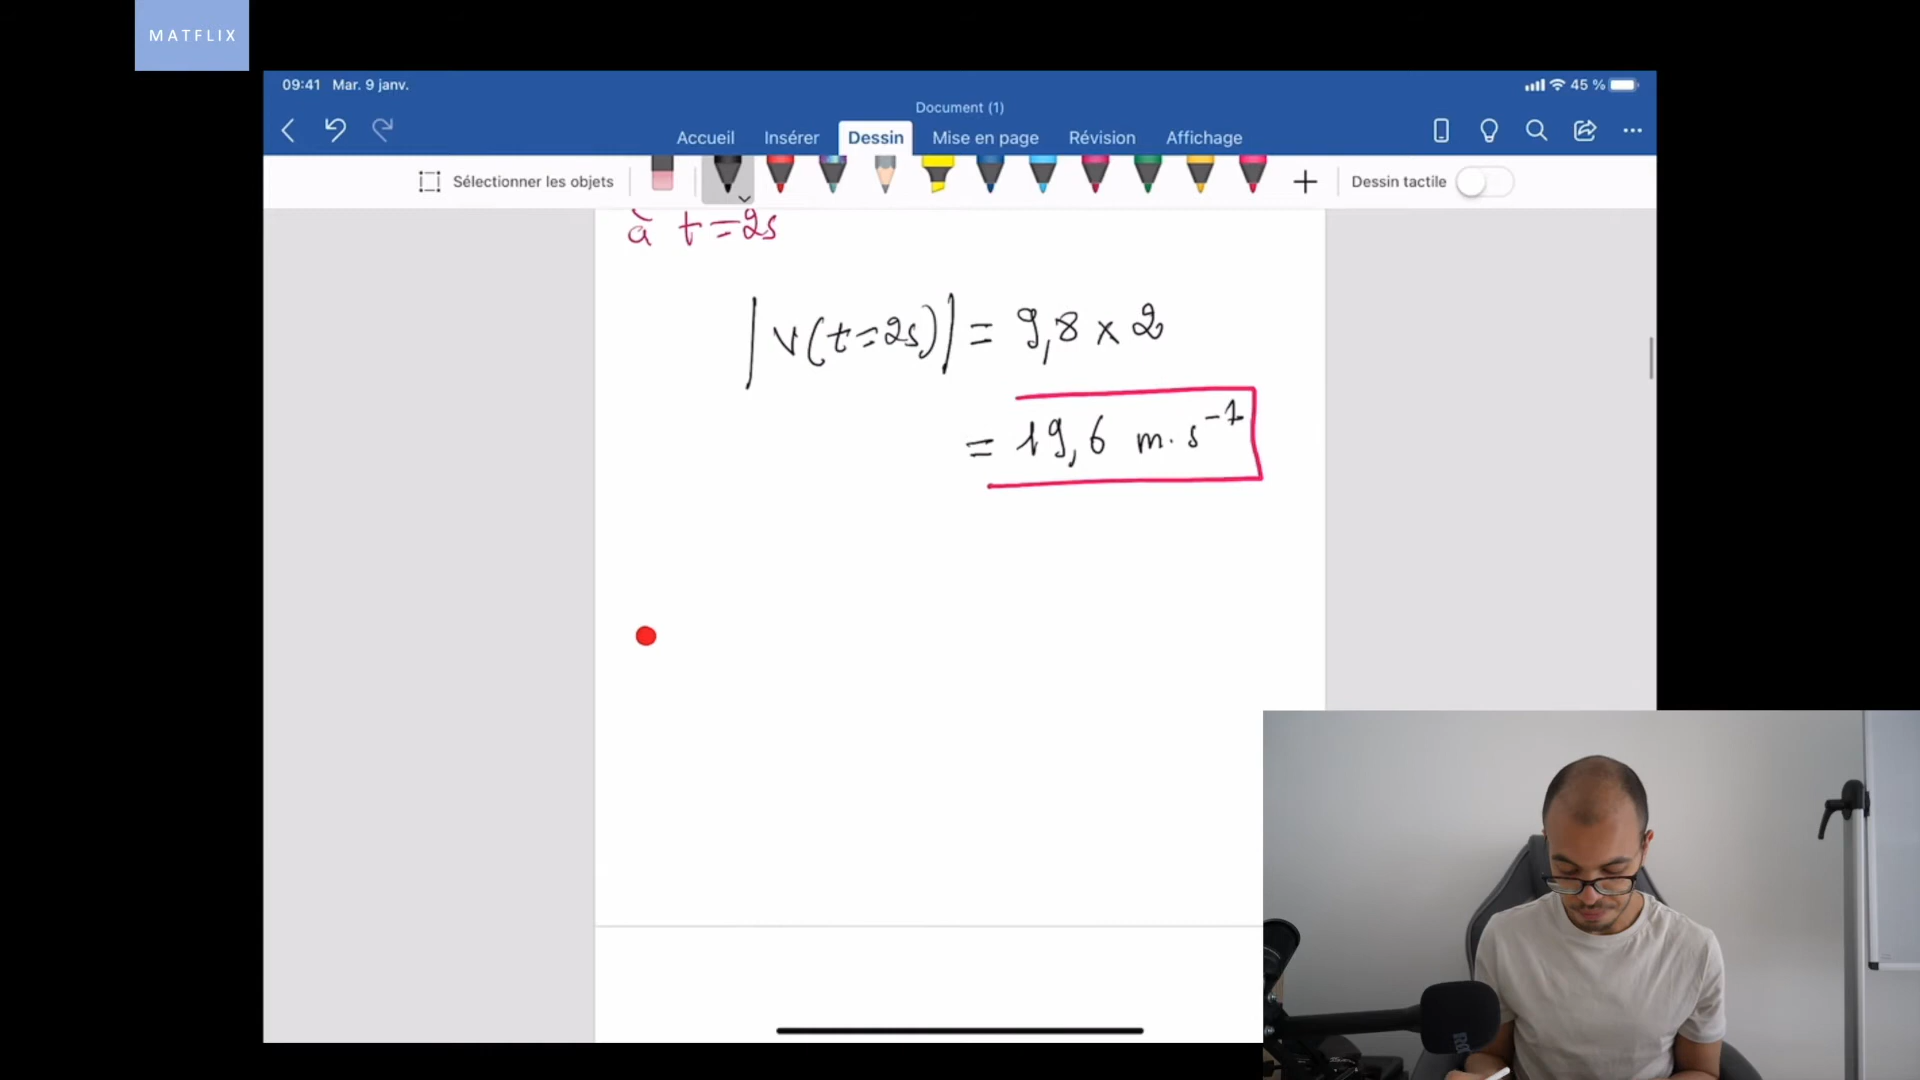 MATFLIX
09:41 Mar. 9 janv.
45 %
Document (1)
Accueil Insérer Dessin Mise en page Révision Affichage
Sélectionner les objets
Dessin tactile
à t=2s
|v(t=2s)| = 9,8 × 2
= 19,6 m.s⁻¹